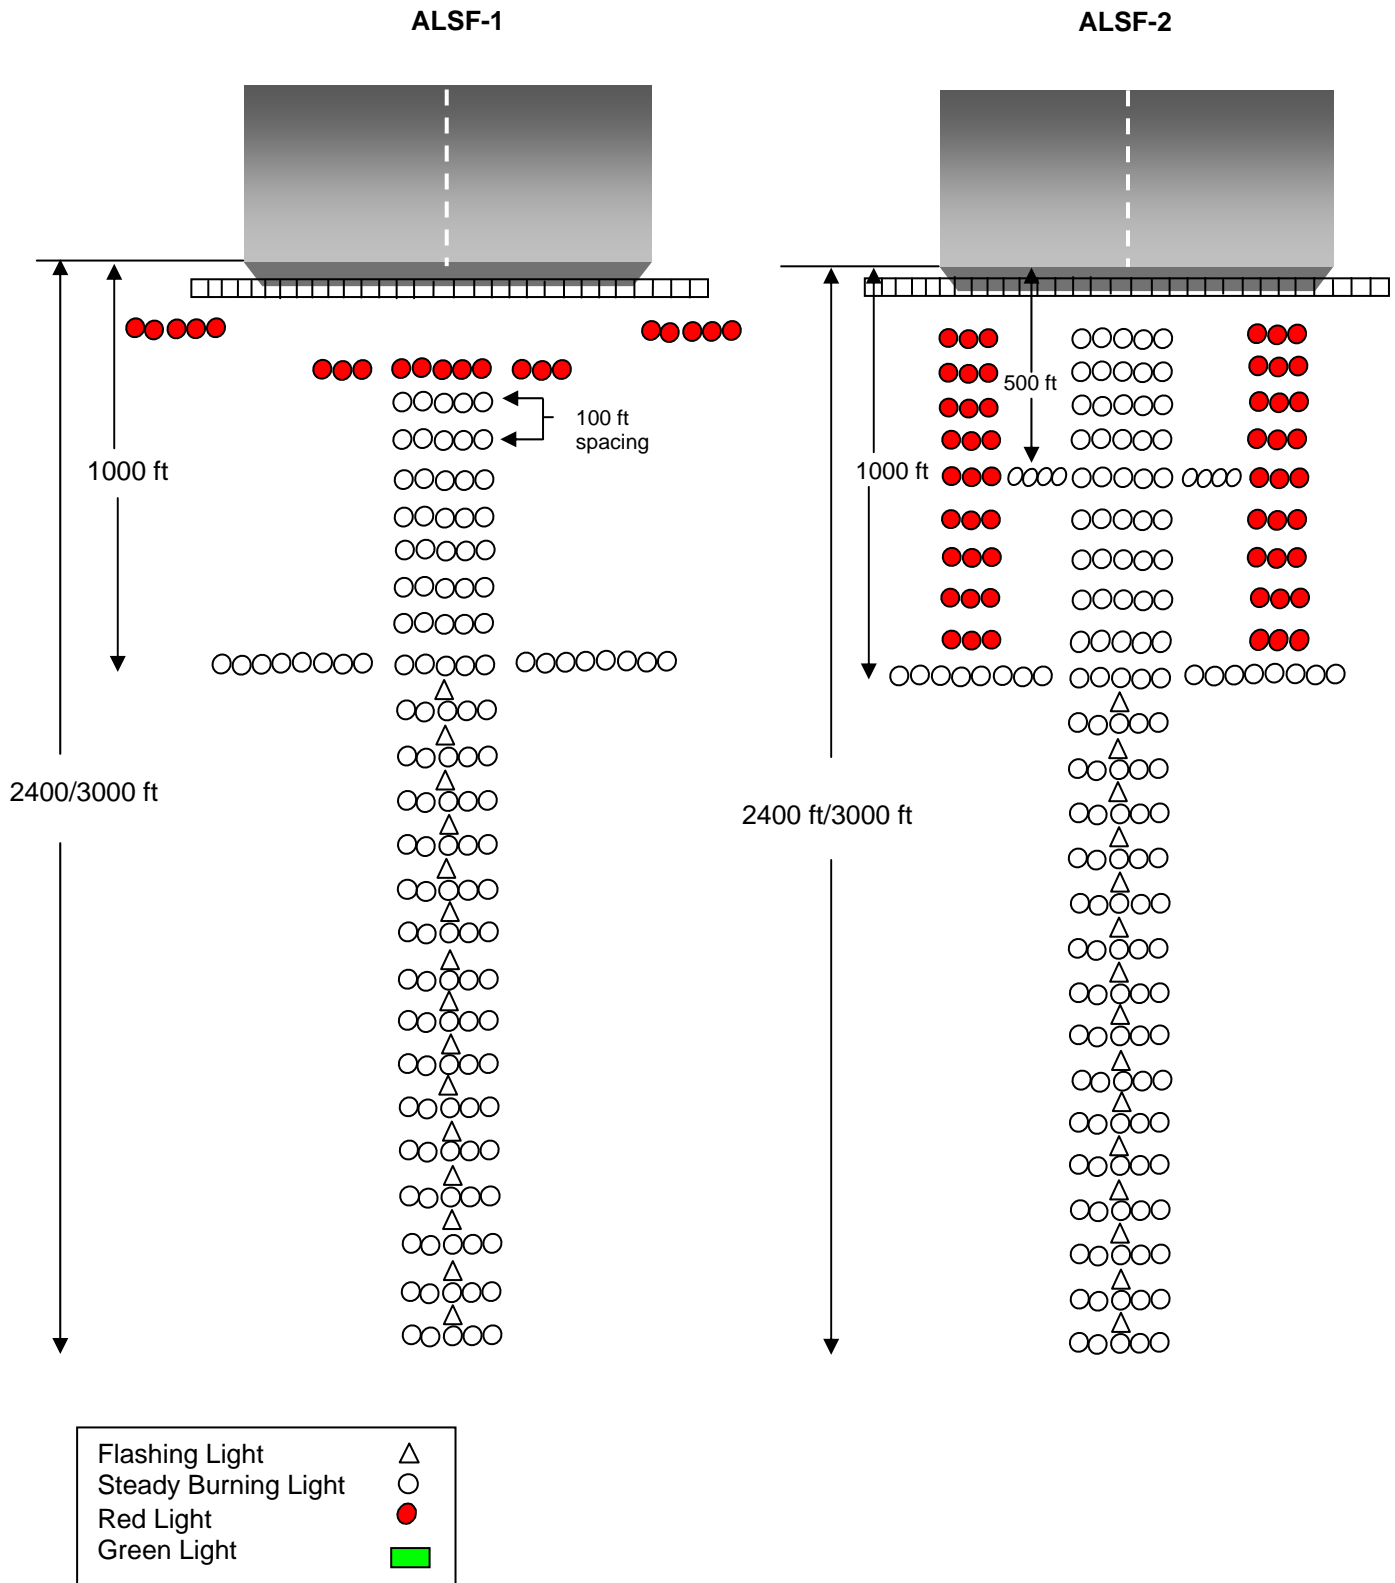 ALSF-1
ALSF-2
100 ft
spacing
500 ft
1000 ft
1000 ft
2400/3000 ft
2400 ft/3000 ft
Flashing Light
Steady Burning Light
Red Light
Green Light